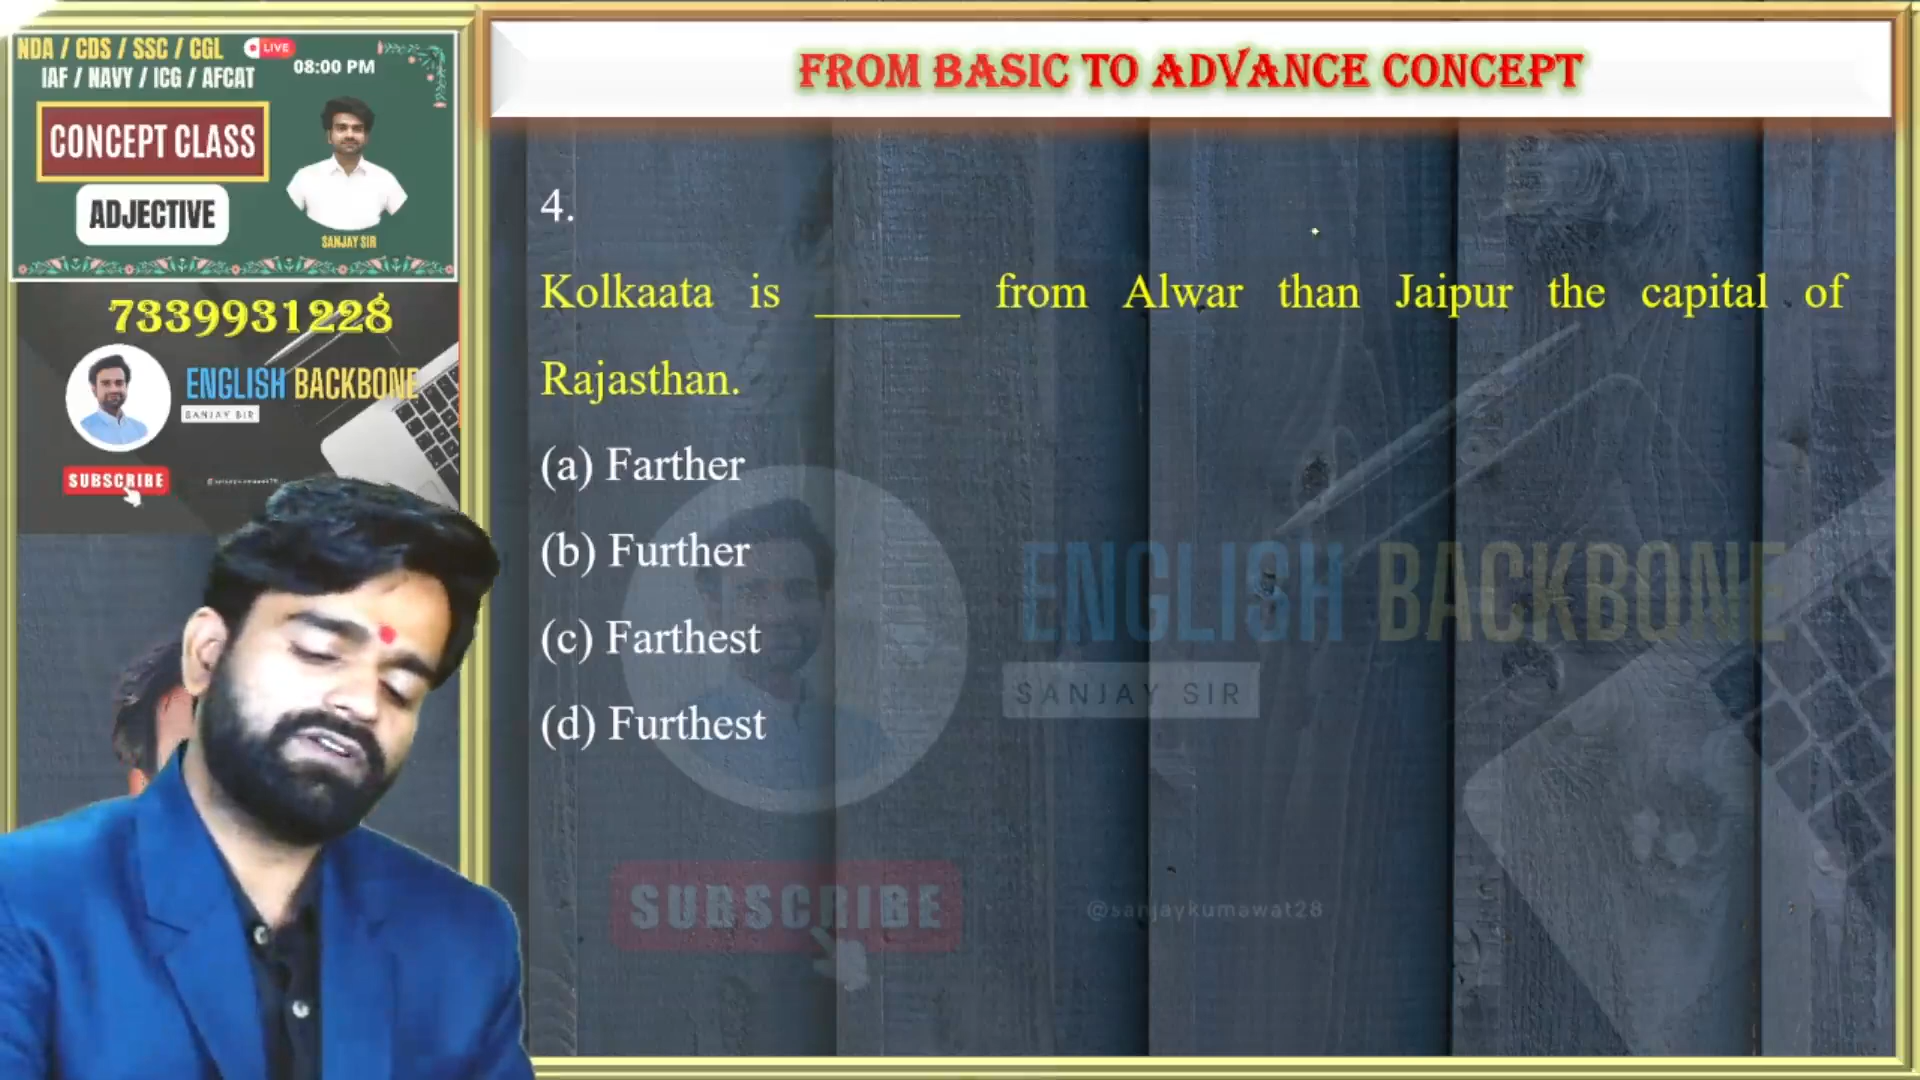 NDA / CDS / SSC / CGL
LIVE
IAF / NAVY / ICG / AFCAT
08:00 PM
CONCEPT CLASS
ADJECTIVE
SANJAY SIR
7339931228
ENGLISH BACKBONE
SANJAY SIR
SUBSCRIBE
FROM BASIC TO ADVANCE CONCEPT
4.
Kolkaata is ______ from Alwar than Jaipur the capital of
Rajasthan.
(a) Farther
(b) Further
(c) Farthest
(d) Furthest
ENGLISH BACKBONE
SANJAY SIR
SUBSCRIBE
@sanjaykumawat28